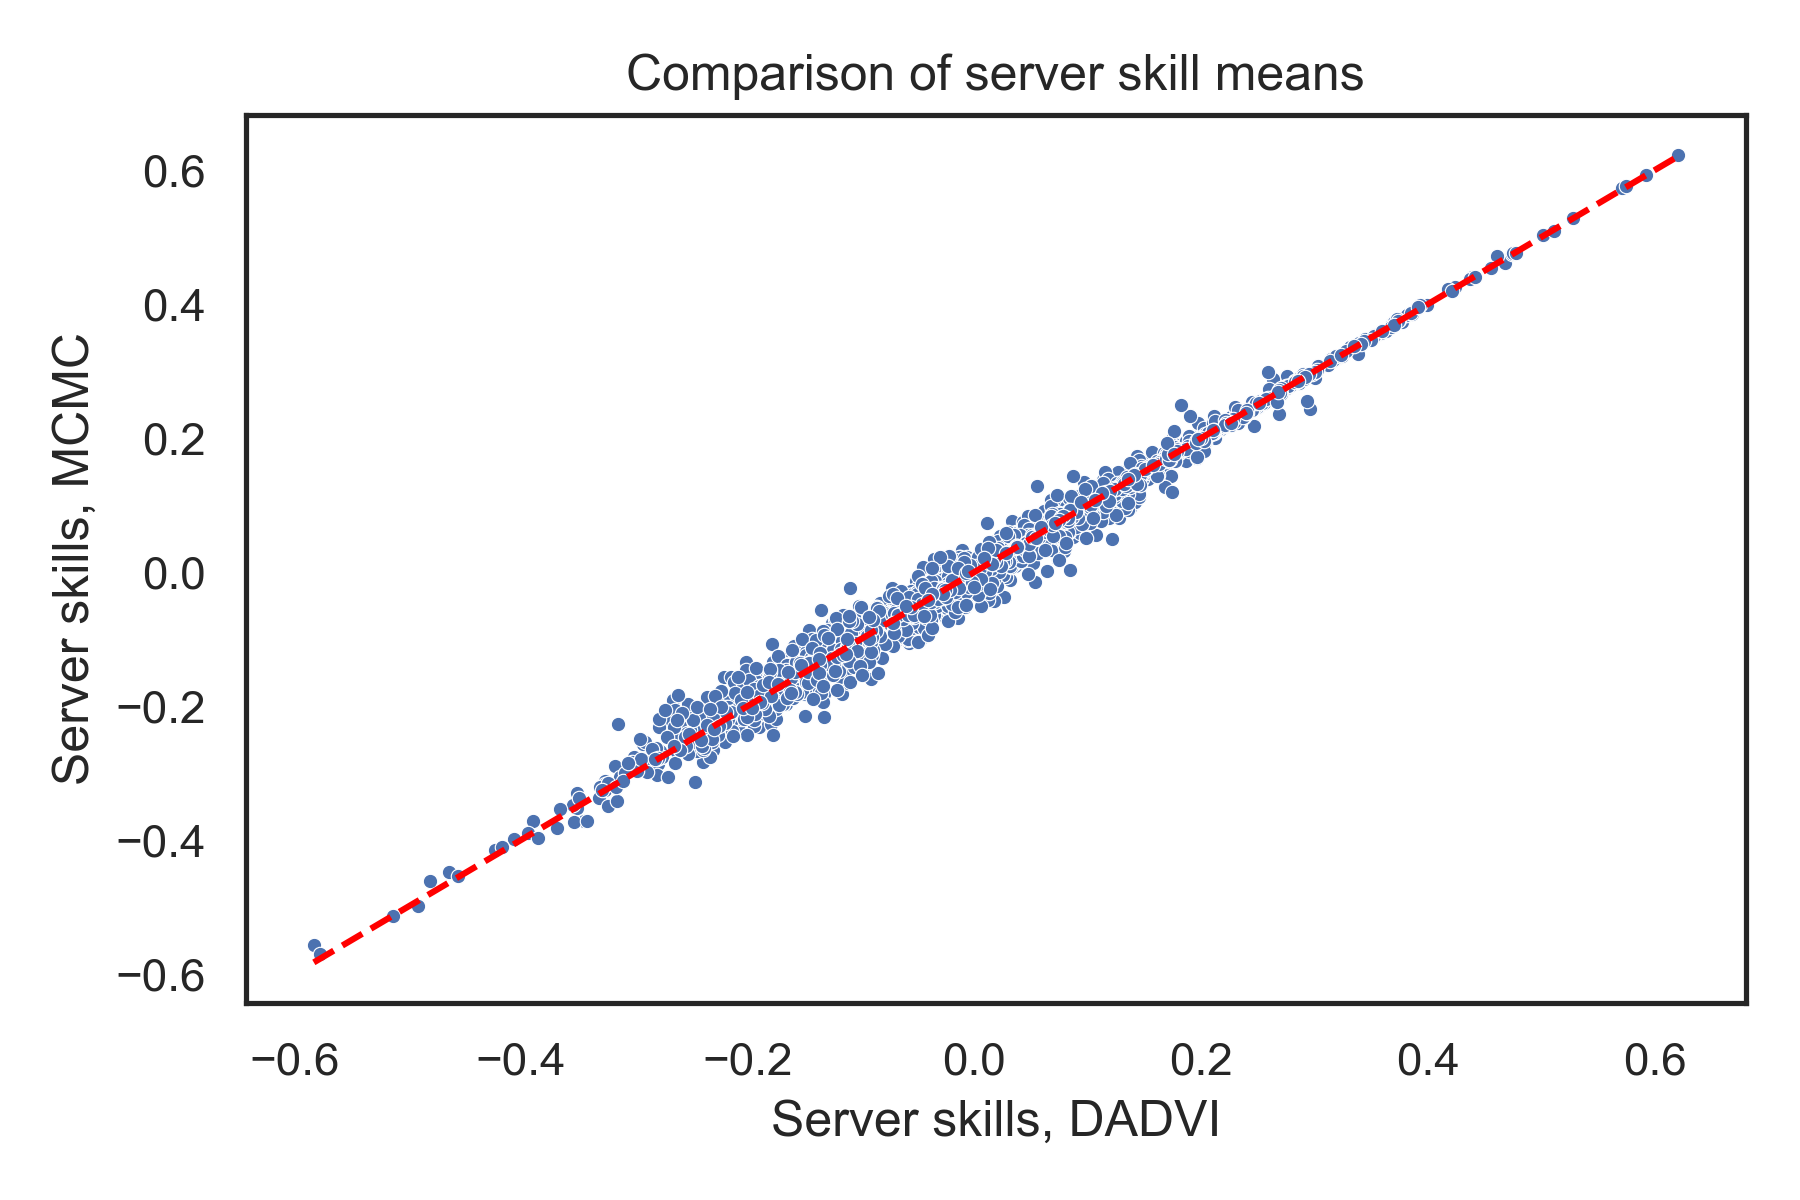 Comparison of server skill means
0.6
0.4
0.2
0.0
−0.2
−0.4
−0.6
Server skills, MCMC
−0.6 −0.4 −0.2 0.0 0.2 0.4 0.6
Server skills, DADVI